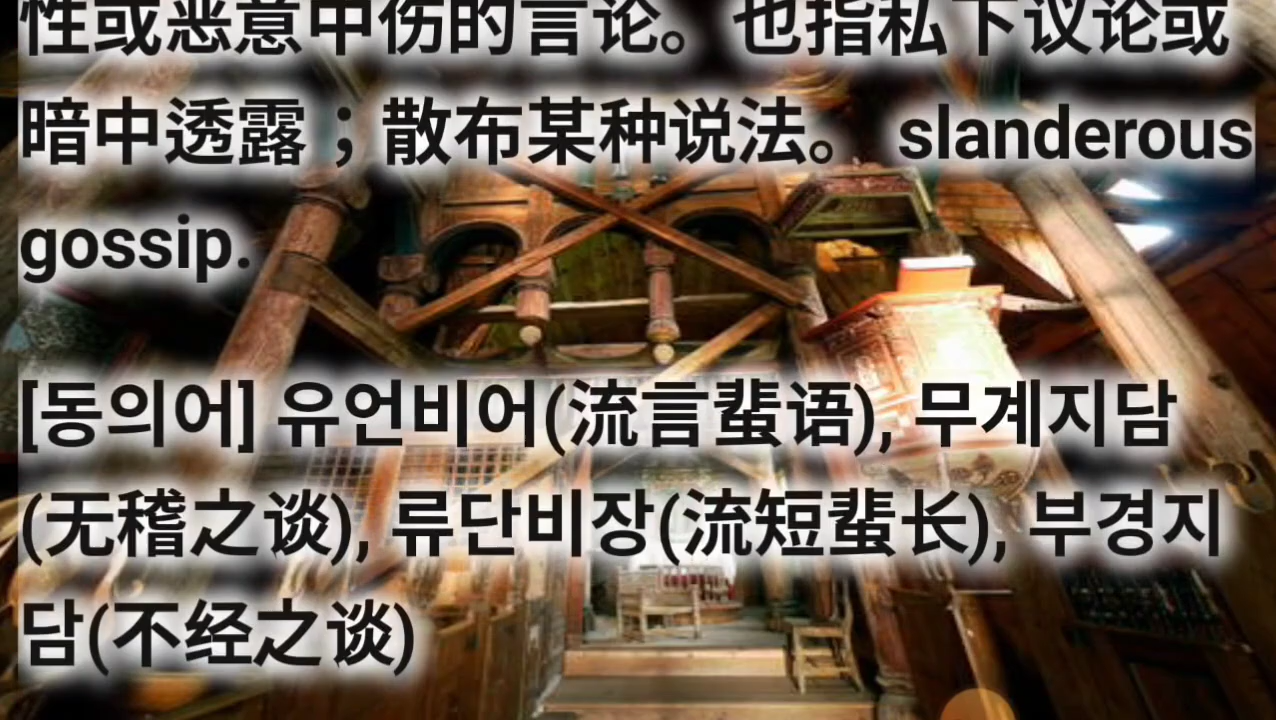 性或恶意中伤的言论。 也指私下议论或
暗中透露；散布某种说法。 slanderous
gossip.
[동의어] 유언비어(流言蜚语), 무계지담
(无稽之谈), 류단비장(流短蜚长), 부경지
담(不经之谈)